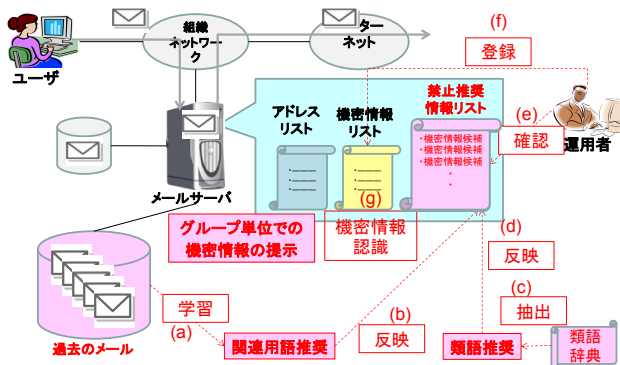 (f)
組織
ネットワー
ク
ター
ネット
登録
ユーザ
禁止推奨
情報リスト
アドレス
リスト
機密情報
リスト
(e)
確認
運用者
・機密情報候補
・機密情報候補
・機密情報候補
・
・
・———
・———
・———
・———
・———
・———
メールサーバ
(g)
グループ単位での
機密情報の提示
機密情報
認識
(d)
反映
学習
(a)
(b)
反映
(c)
抽出
過去のメール
関連用語推奨
類語推奨
類語
辞典